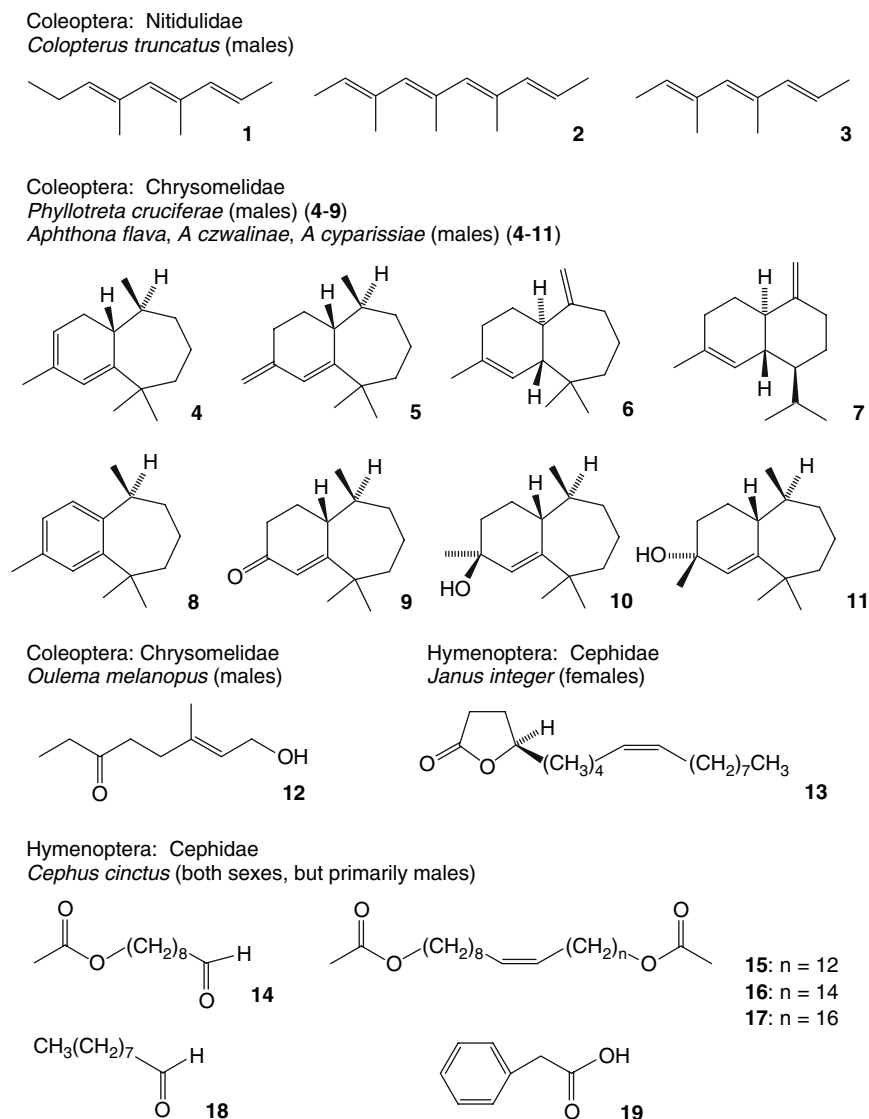 Coleoptera: Nitidulidae
Colopterus truncatus (males)
1 2 3
Coleoptera: Chrysomelidae
Phyllotreta cruciferae (males) (4-9)
Aphthona flava, A czwalinae, A cyparissiae (males) (4-11)
H H
4
H H
5
H
H
6
H
H
7
H
8
H H
O
9
H H
HO
10
H H
HO
11
Coleoptera: Chrysomelidae
Oulema melanopus (males)
O
OH
12
Hymenoptera: Cephidae
Janus integer (females)
O O H (CH)4 (CH2)7CH3
13
Hymenoptera: Cephidae
Cephus cinctus (both sexes, but primarily males)
O
O (CH2)8 H
O
14
O O
O (CH2)8 (CH2)n O
15: n = 12
16: n = 14
17: n = 16
CH3(CH2)7 H
O
18
OH
O
19